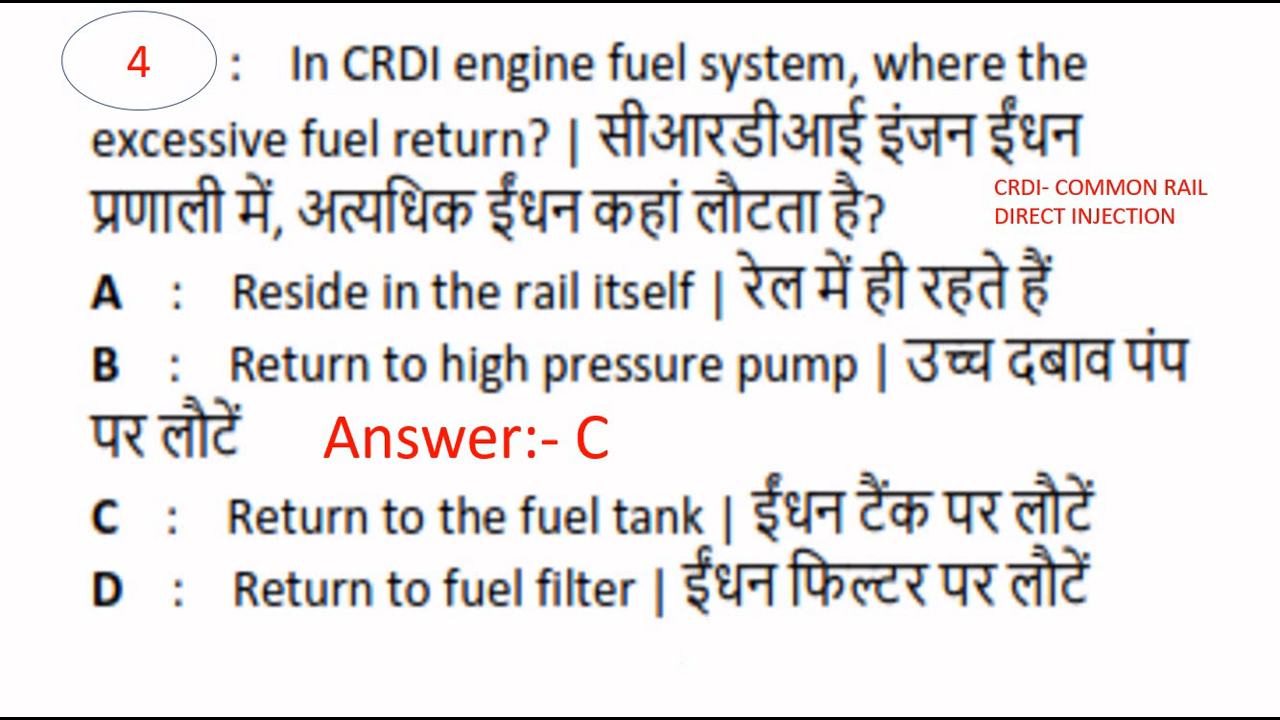 4 : In CRDI engine fuel system, where the
excessive fuel return? | सीआरडीआई इंजन ईंधन
प्रणाली में, अत्यधिक ईंधन कहां लौटता है?
CRDI- COMMON RAIL
DIRECT INJECTION
A : Reside in the rail itself | रेल में ही रहते हैं
B : Return to high pressure pump | उच्च दबाव पंप
पर लौटें Answer:- C
C : Return to the fuel tank | ईंधन टैंक पर लौटें
D : Return to fuel filter | ईंधन फिल्टर पर लौटें